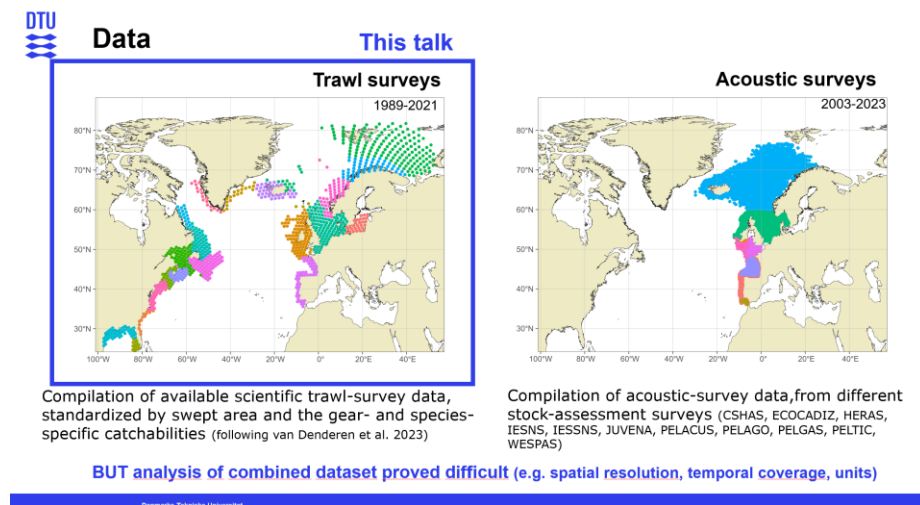 DTU
Data
This talk
Trawl surveys
1989-2021
80°N
70°N
60°N
50°N
40°N
30°N
100°W 80°W 60°W 40°W 20°W 0° 20°E 40°E
Compilation of available scientific trawl-survey data,
standardized by swept area and the gear- and species-
specific catchabilities (following van Denderen et al. 2023)
Acoustic surveys
2003-2023
80°N
70°N
60°N
50°N
40°N
30°N
100°W 80°W 60°W 40°W 20°W 0° 20°E 40°E
Compilation of acoustic-survey data,from different
stock-assessment surveys (CSHAS, ECOCADIZ, HERAS,
IESNS, IESSNS, JUVENA, PELACUS, PELAGO, PELGAS, PELTIC,
WESPAS)
BUT analysis of combined dataset proved difficult (e.g. spatial resolution, temporal coverage, units)